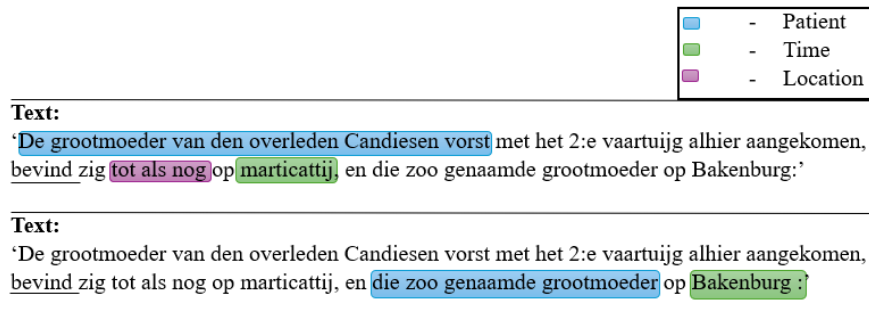 - Patient
- Time
- Location
Text:
‘De grootmoeder van den overleden Candiesen vorst met het 2:e vaartuijg alhier aangekomen,
bevind zig tot als nog op marticattij, en die zoo genaamde grootmoeder op Bakenburg:’
Text:
‘De grootmoeder van den overleden Candiesen vorst met het 2:e vaartuijg alhier aangekomen,
bevind zig tot als nog op marticattij, en die zoo genaamde grootmoeder op Bakenburg :’